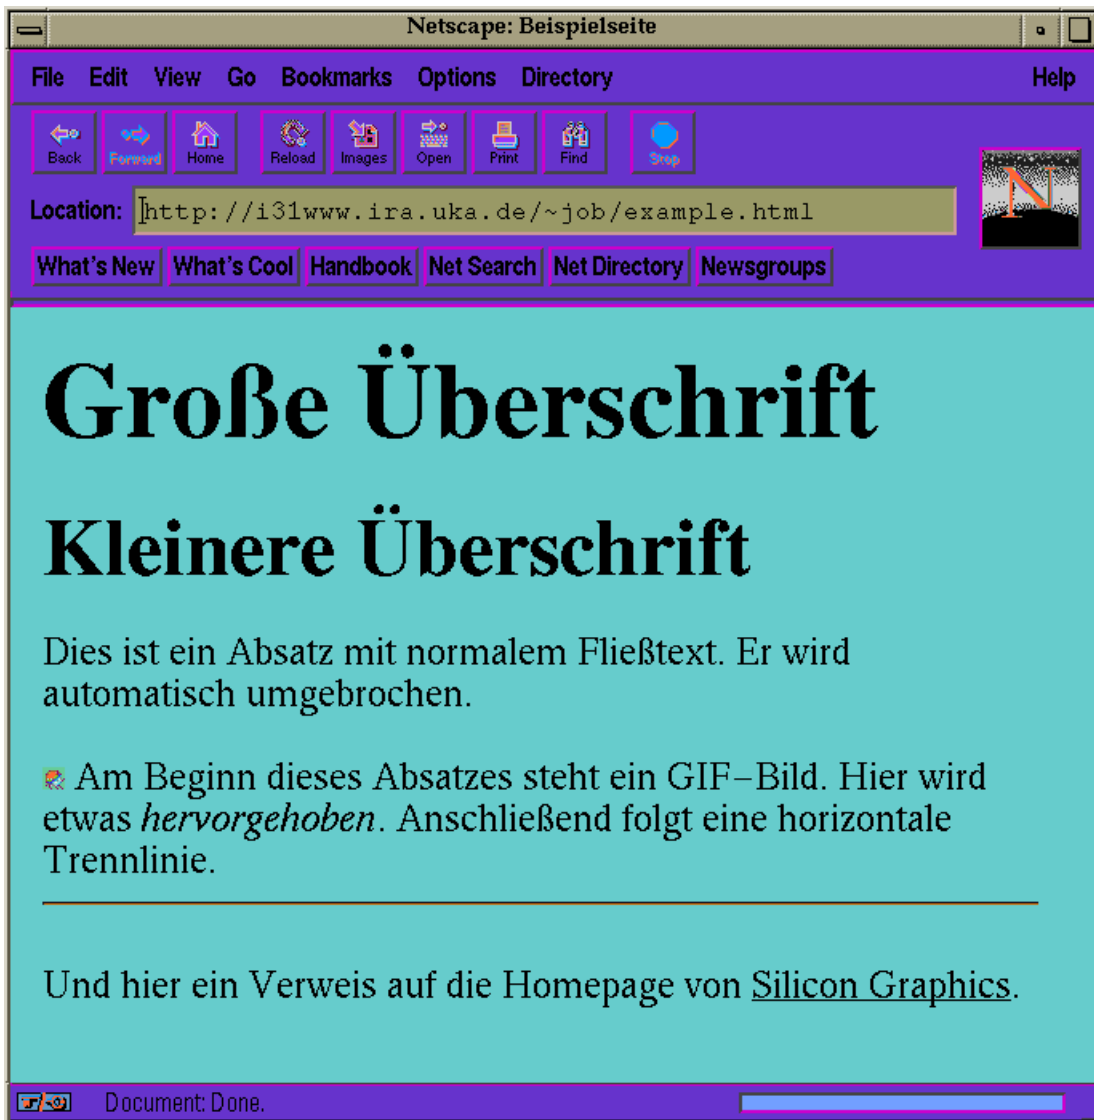 Netscape: Beispielseite
File Edit View Go Bookmarks Options Directory Help
Back Forward Home Reload Images Open Print Find Stop
N
Location: http://i31www.ira.uka.de/~job/example.html
What's New What's Cool Handbook Net Search Net Directory Newsgroups
Große Überschrift
Kleinere Überschrift
Dies ist ein Absatz mit normalem Fließtext. Er wird
automatisch umgebrochen.
Am Beginn dieses Absatzes steht ein GIF−Bild. Hier wird
etwas hervorgehoben. Anschließend folgt eine horizontale
Trennlinie.
Und hier ein Verweis auf die Homepage von Silicon Graphics.
Document: Done.